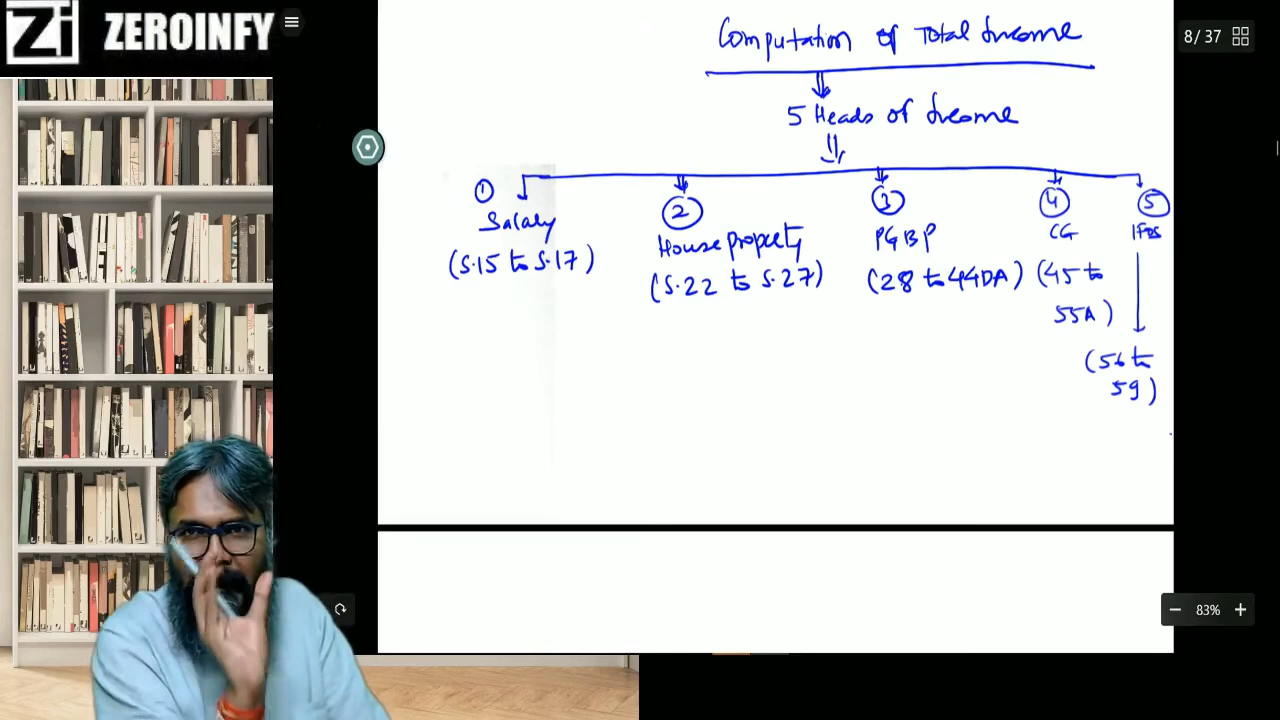 Zi ZEROINFY
8 / 37
Computation of Total Income
5 Heads of Income
① Salary
(S.15 to S.17)
② House property
(S.22 to S.27)
③ PGBP
(28 to 44DA)
④ CG
(45 to
55A)
⑤ IFOS
(56 to
59)
83%